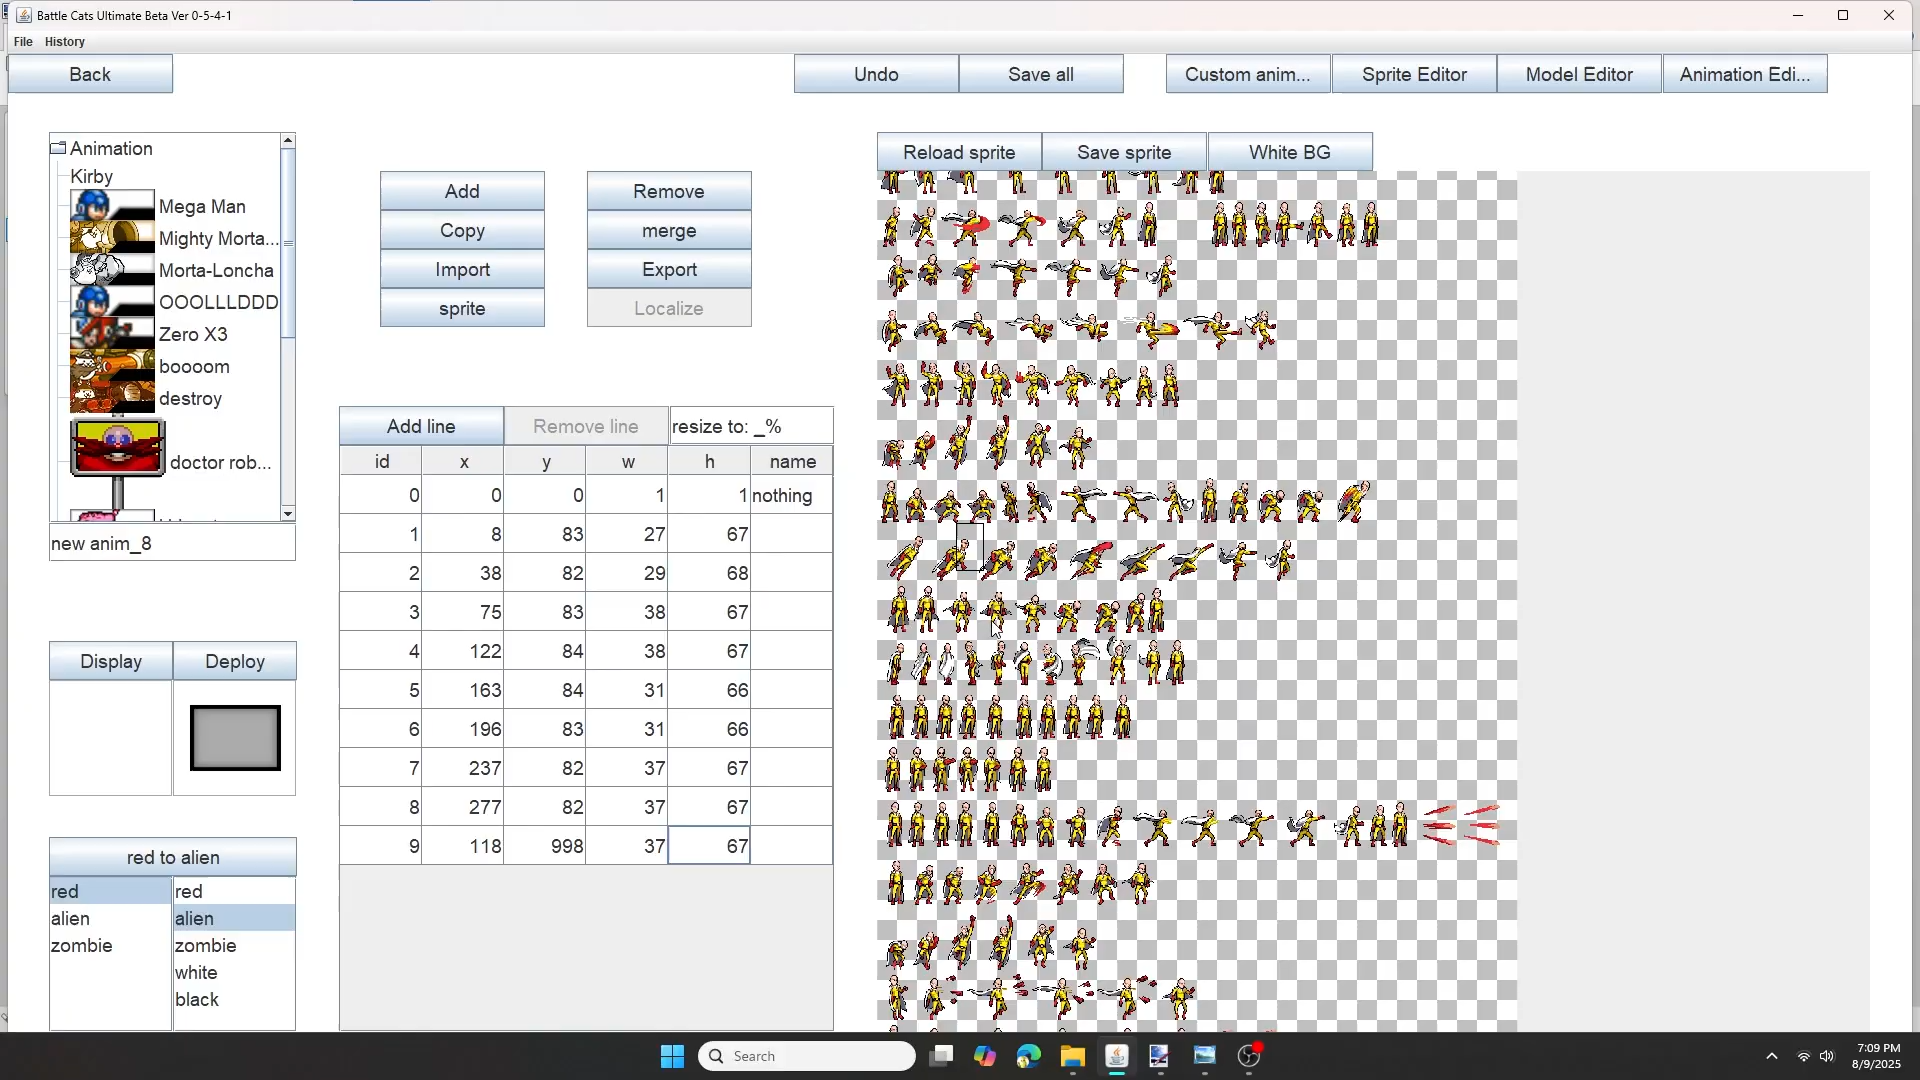 Battle Cats Ultimate Beta Ver 0-5-4-1
File History
Back Undo Save all Custom anim... Sprite Editor Model Editor Animation Edi...
Animation
Kirby
Mega Man
Mighty Morta...
Morta-Loncha
OOOLLLDDD
Zero X3
boooom
destroy
doctor rob...
new anim_8
Add Remove
Copy merge
Import Export
sprite Localize
Reload sprite Save sprite White BG
Add line Remove line resize to: _%
id x y w h name
0 0 0 1 1 nothing
1 8 83 27 67
2 38 82 29 68
3 75 83 38 67
4 122 84 38 67
5 163 84 31 66
6 196 83 31 66
7 237 82 37 67
8 277 82 37 67
9 118 998 37 67
Display Deploy
red to alien
red red
alien alien
zombie zombie
white
black
Search
7:09 PM
8/9/2025